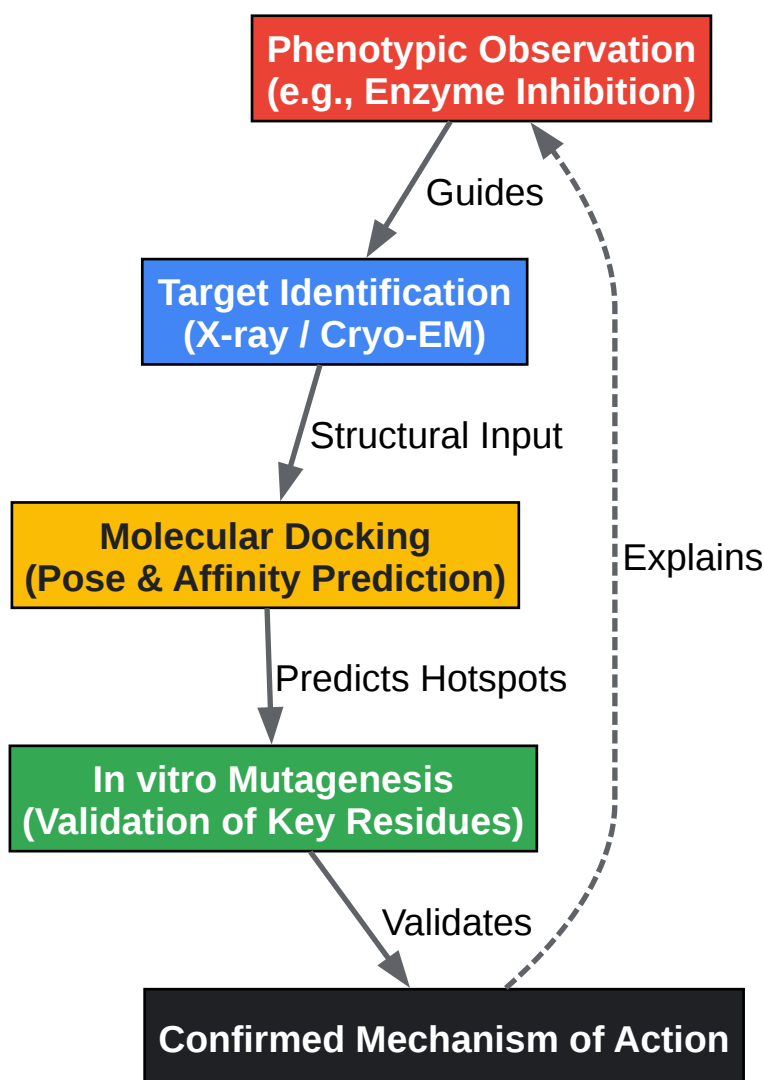 Phenotypic Observation
(e.g., Enzyme Inhibition)
Guides
Target Identification
(X-ray / Cryo-EM)
Structural Input
Molecular Docking
(Pose & Affinity Prediction)
Explains
Predicts Hotspots
In vitro Mutagenesis
(Validation of Key Residues)
Validates
Confirmed Mechanism of Action